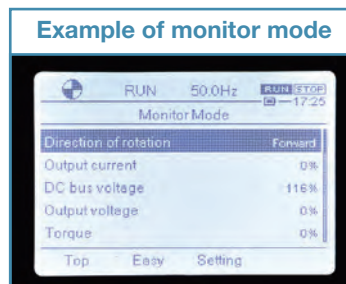 Example of monitor mode
RUN 50.0Hz RUN STOP
17:25
Monitor Mode
Direction of rotation Forward
Output current 0%
DC bus voltage 116%
Output voltage 0%
Torque 0%
Top Easy Setting